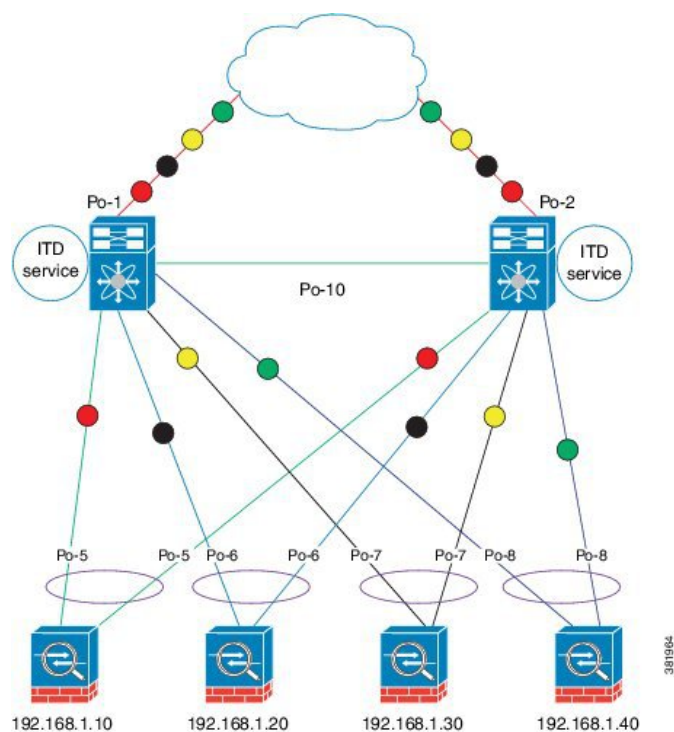 Po-1
Po-2
ITD
service
ITD
service
Po-10
Po-5
Po-5
Po-6
Po-6
Po-7
Po-7
Po-8
Po-8
192.168.1.10
192.168.1.20
192.168.1.30
192.168.1.40
381964